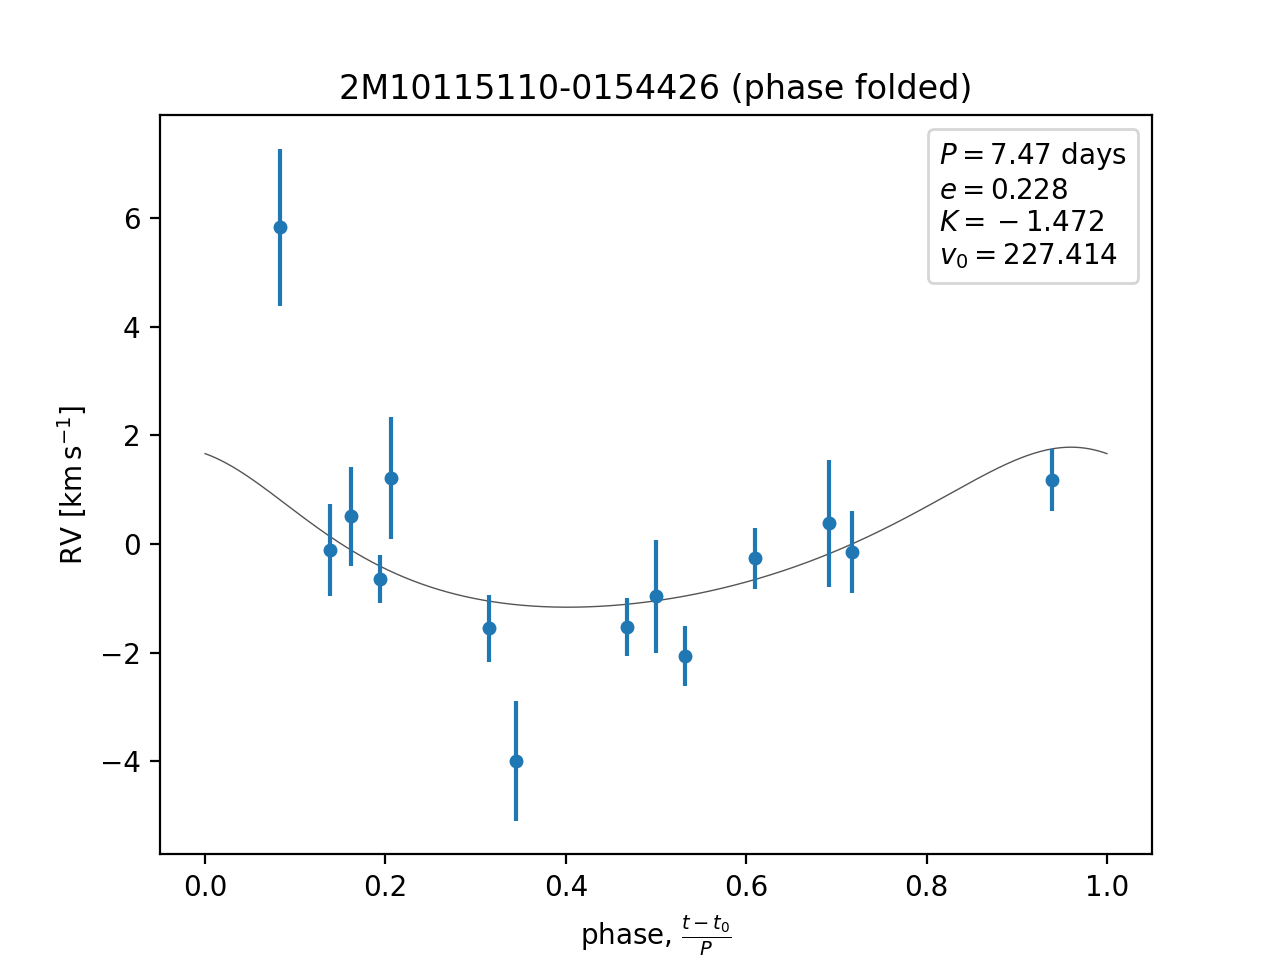 2M10115110-0154426 (phase folded)
P = 7.47 days
e = 0.228
K = −1.472
v₀ = 227.414
RV [km s⁻¹]
6
4
2
0
−2
−4
0.0 0.2 0.4 0.6 0.8 1.0
phase, (t − t₀)/P